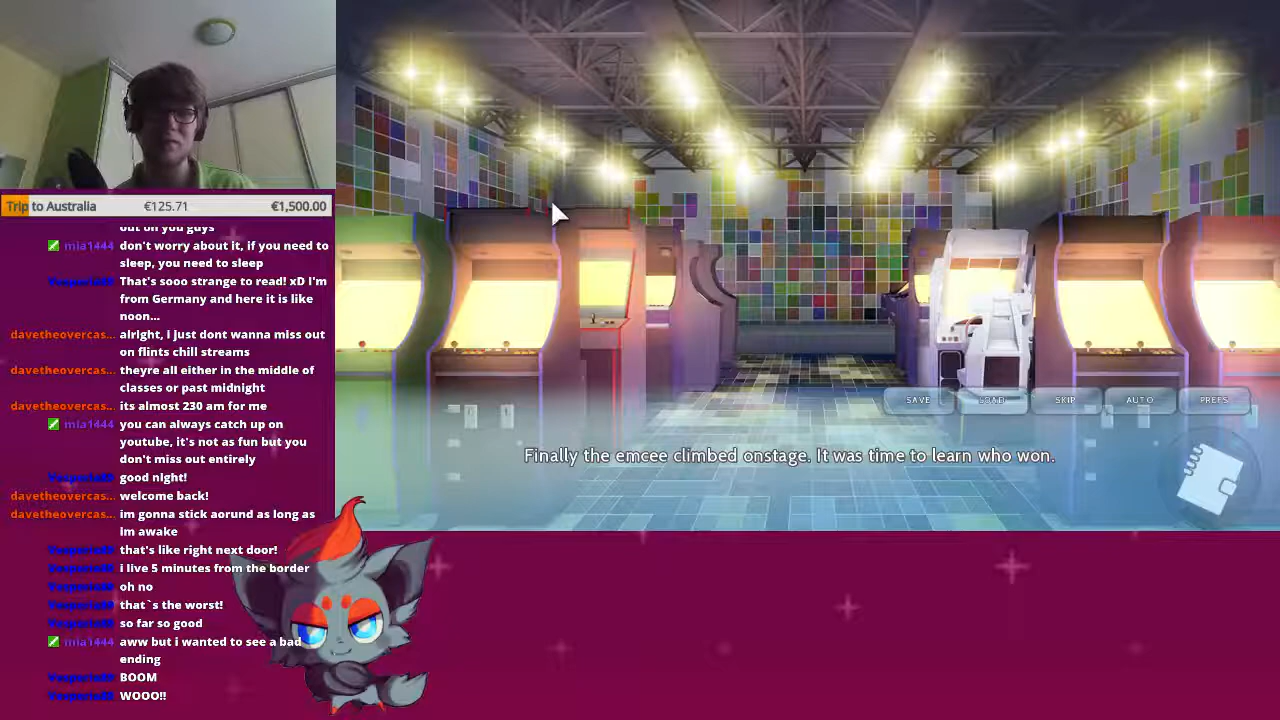 Trip to Australia €125.71 €1,500.00
out on you guys
mia1444 don't worry about it, if you need to
sleep, you need to sleep
That's sooo strange to read! xD I'm
from Germany and here it is like
noon...
davetheovercas... alright, i just dont wanna miss out
on flints chill streams
davetheovercas... theyre all either in the middle of
classes or past midnight
davetheovercas... its almost 230 am for me
mia1444 you can always catch up on
youtube, it's not as fun but you
don't miss out entirely
good night!
davetheovercas... welcome back!
davetheovercas... im gonna stick aorund as long as
im awake
that's like right next door!
i live 5 minutes from the border
oh no
that`s the worst!
so far so good
mia1444 aww but i wanted to see a bad
ending
BOOM
WOOO!!
SAVE LOAD SKIP AUTO PREFS
Finally the emcee climbed onstage. It was time to learn who won.